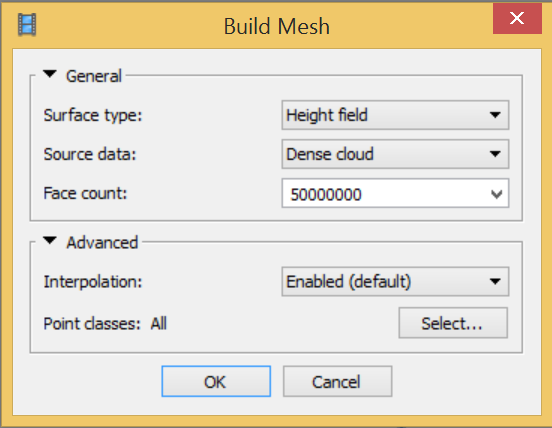 Build Mesh
General
Surface type: Height field
Source data: Dense cloud
Face count: 50000000
Advanced
Interpolation: Enabled (default)
Point classes: All Select...
OK Cancel